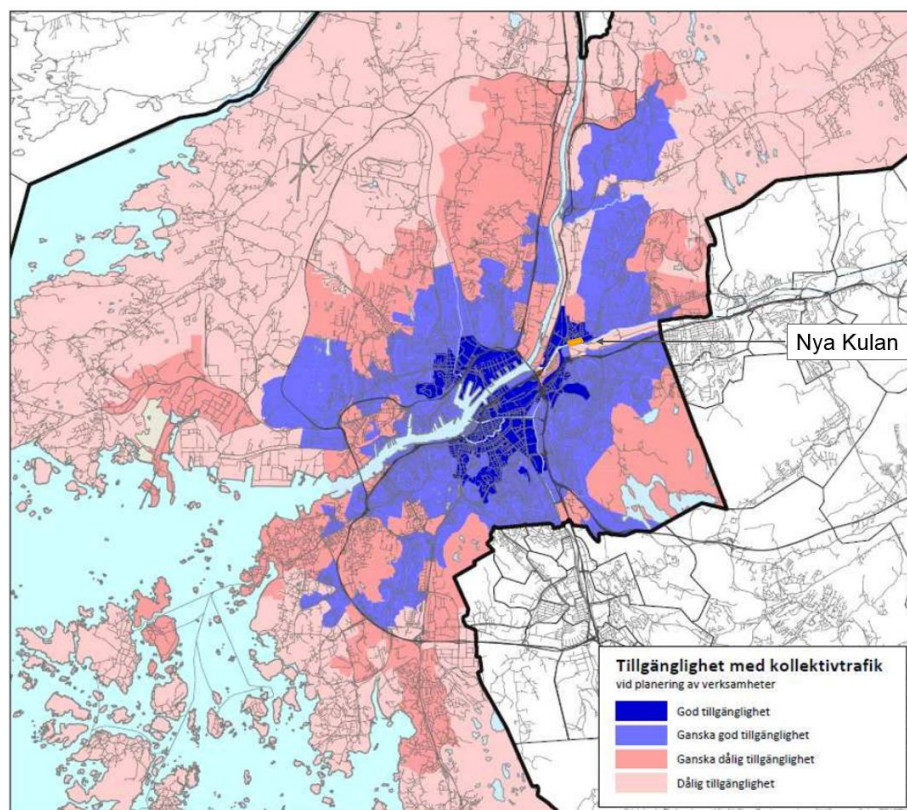 Nya Kulan
Tillgänglighet med kollektivtrafik
vid planering av verksamheter
God tillgänglighet
Ganska god tillgänglighet
Ganska dålig tillgänglighet
Dålig tillgänglighet